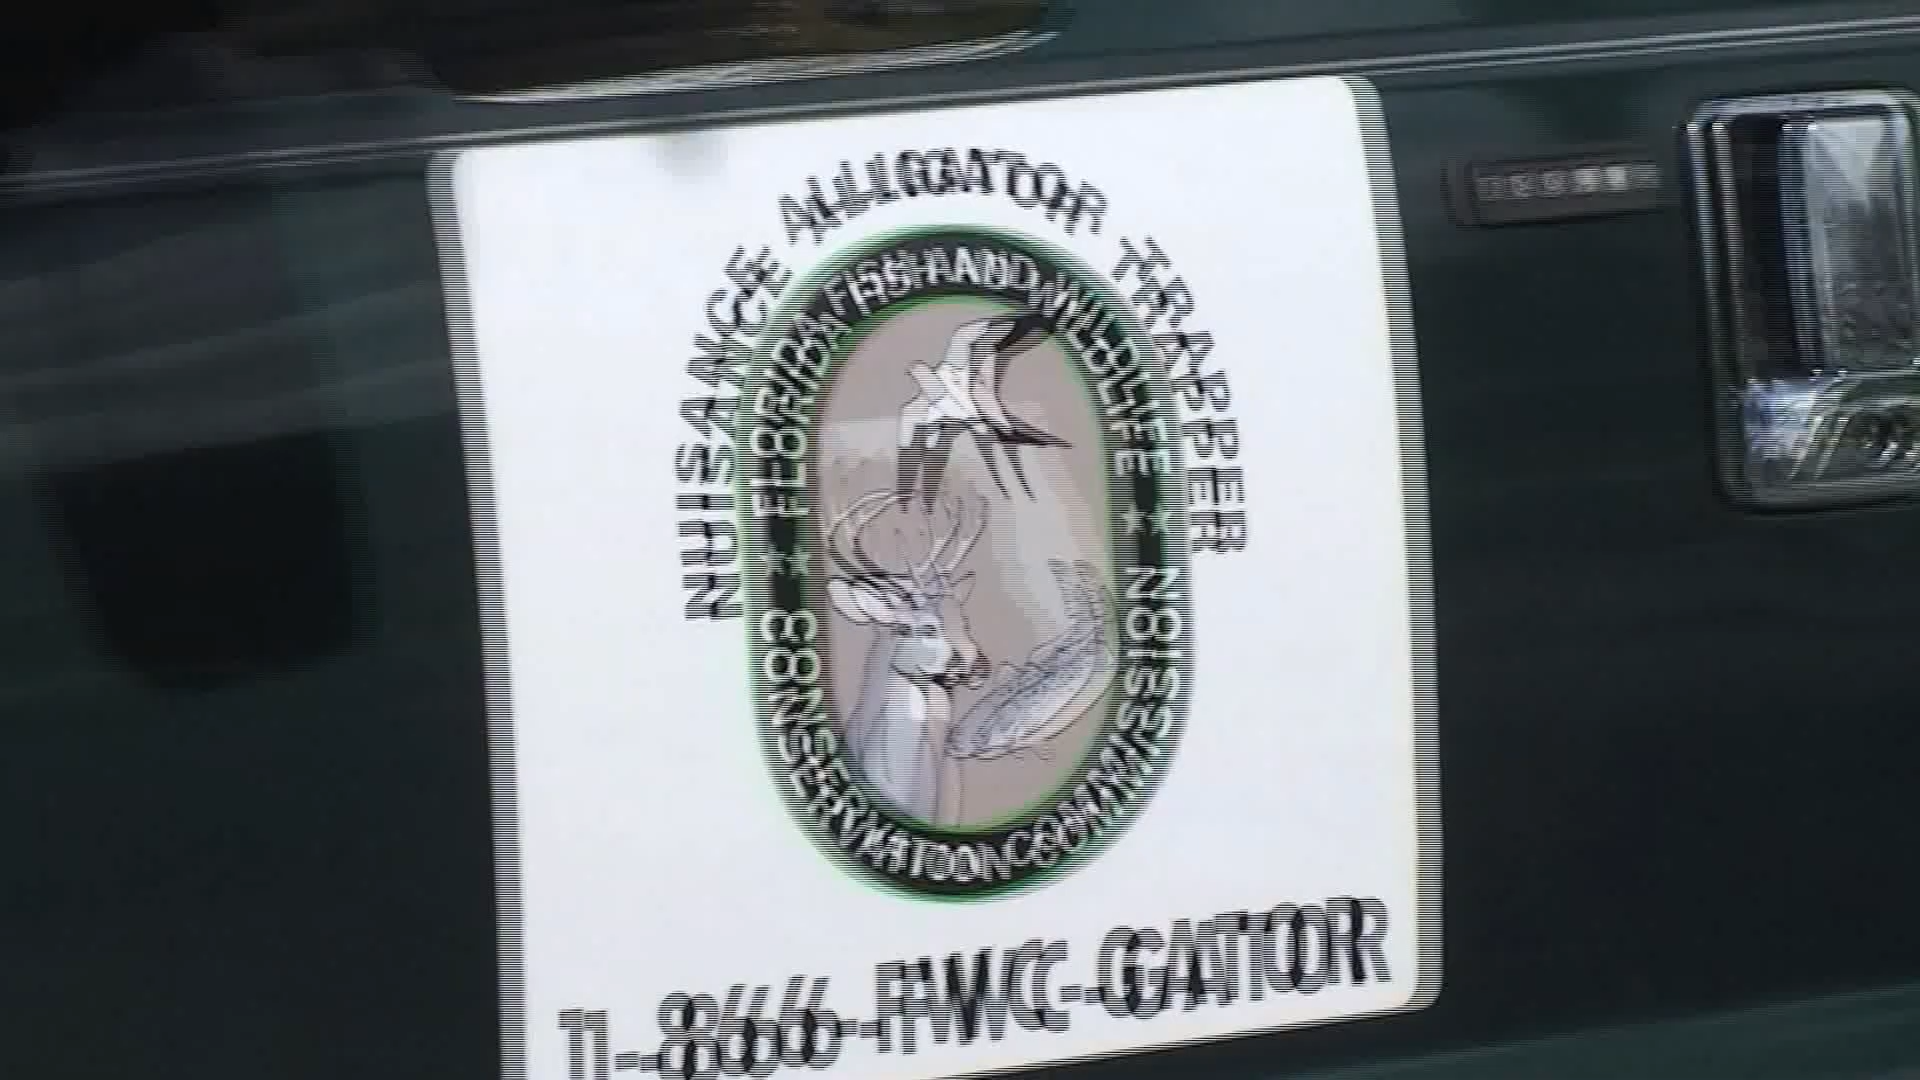 NUISANCE ALLIGATOR TRAPPER
FLORIDA FISH AND WILDLIFE
CONSERVATION COMMISSION
1-866-FWC-GATOR